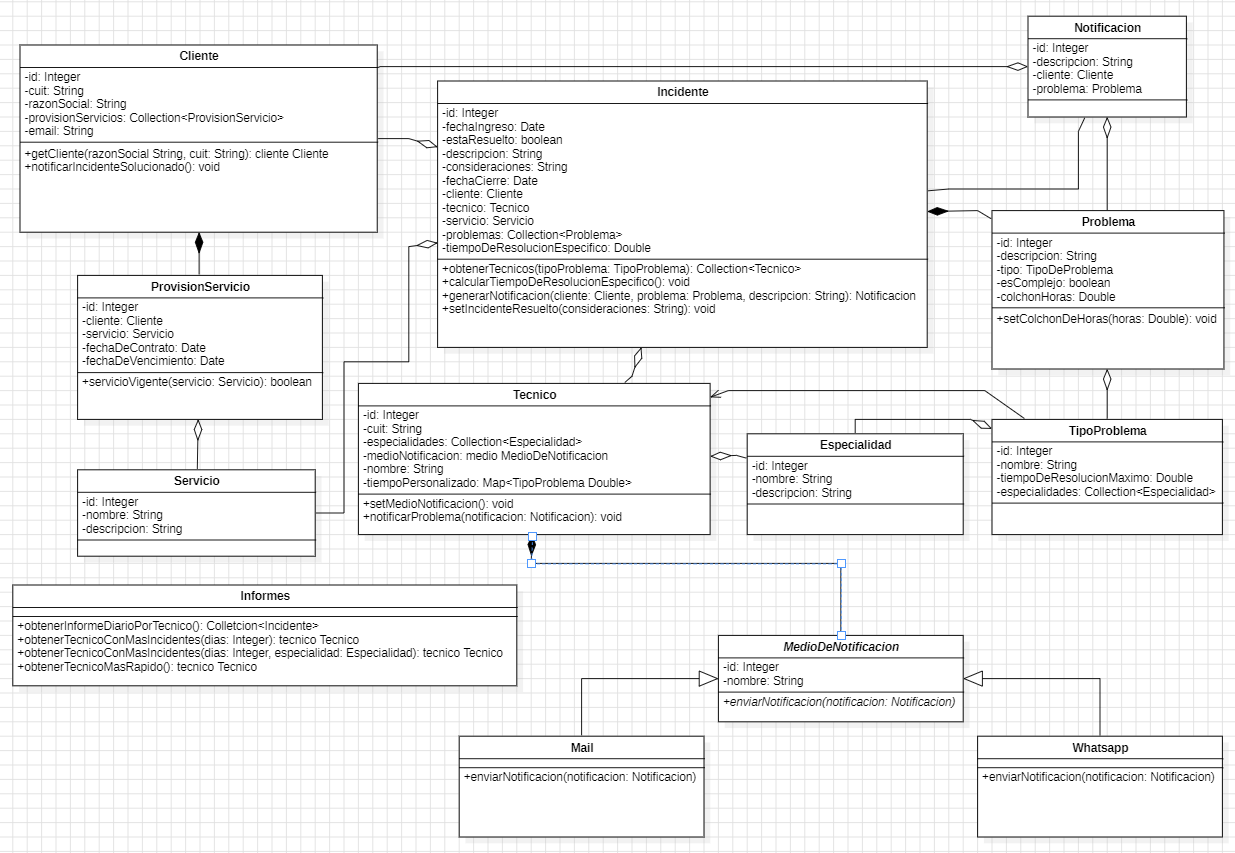 Notificacion
-id: Integer
-descripcion: String
-cliente: Cliente
-problema: Problema
Cliente
-id: Integer
-cuit: String
-razonSocial: String
-provisionServicios: Collection<ProvisionServicio>
-email: String
+getCliente(razonSocial String, cuit: String): cliente Cliente
+notificarIncidenteSolucionado(): void
Incidente
-id: Integer
-fechaIngreso: Date
-estaResuelto: boolean
-descripcion: String
-consideraciones: String
-fechaCierre: Date
-cliente: Cliente
-tecnico: Tecnico
-servicio: Servicio
-problemas: Collection<Problema>
-tiempoDeResolucionEspecifico: Double
+obtenerTecnicos(tipoProblema: TipoProblema): Collection<Tecnico>
+calcularTiempoDeResolucionEspecifico(): void
+generarNotificacion(cliente: Cliente, problema: Problema, descripcion: String): Notificacion
+setIncidenteResuelto(consideraciones: String): void
Problema
-id: Integer
-descripcion: String
-tipo: TipoDeProblema
-esComplejo: boolean
-colchonHoras: Double
+setColchonDeHoras(horas: Double): void
ProvisionServicio
-id: Integer
-cliente: Cliente
-servicio: Servicio
-fechaDeContrato: Date
-fechaDeVencimiento: Date
+servicioVigente(servicio: Servicio): boolean
Tecnico
-id: Integer
-cuit: String
-especialidades: Collection<Especialidad>
-medioNotificacion: medio MedioDeNotificacion
-nombre: String
-tiempoPersonalizado: Map<TipoProblema Double>
+setMedioNotificacion(): void
+notificarProblema(notificacion: Notificacion): void
Especialidad
-id: Integer
-nombre: String
-descripcion: String
TipoProblema
-id: Integer
-nombre: String
-tiempoDeResolucionMaximo: Double
-especialidades: Collection<Especialidad>
Servicio
-id: Integer
-nombre: String
-descripcion: String
Informes
+obtenerInformeDiarioPorTecnico(): Colletcion<Incidente>
+obtenerTecnicoConMasIncidentes(dias: Integer): tecnico Tecnico
+obtenerTecnicoConMasIncidentes(dias: Integer, especialidad: Especialidad): tecnico Tecnico
+obtenerTecnicoMasRapido(): tecnico Tecnico
MedioDeNotificacion
-id: Integer
-nombre: String
+enviarNotificacion(notificacion: Notificacion)
Mail
+enviarNotificacion(notificacion: Notificacion)
Whatsapp
+enviarNotificacion(notificacion: Notificacion)